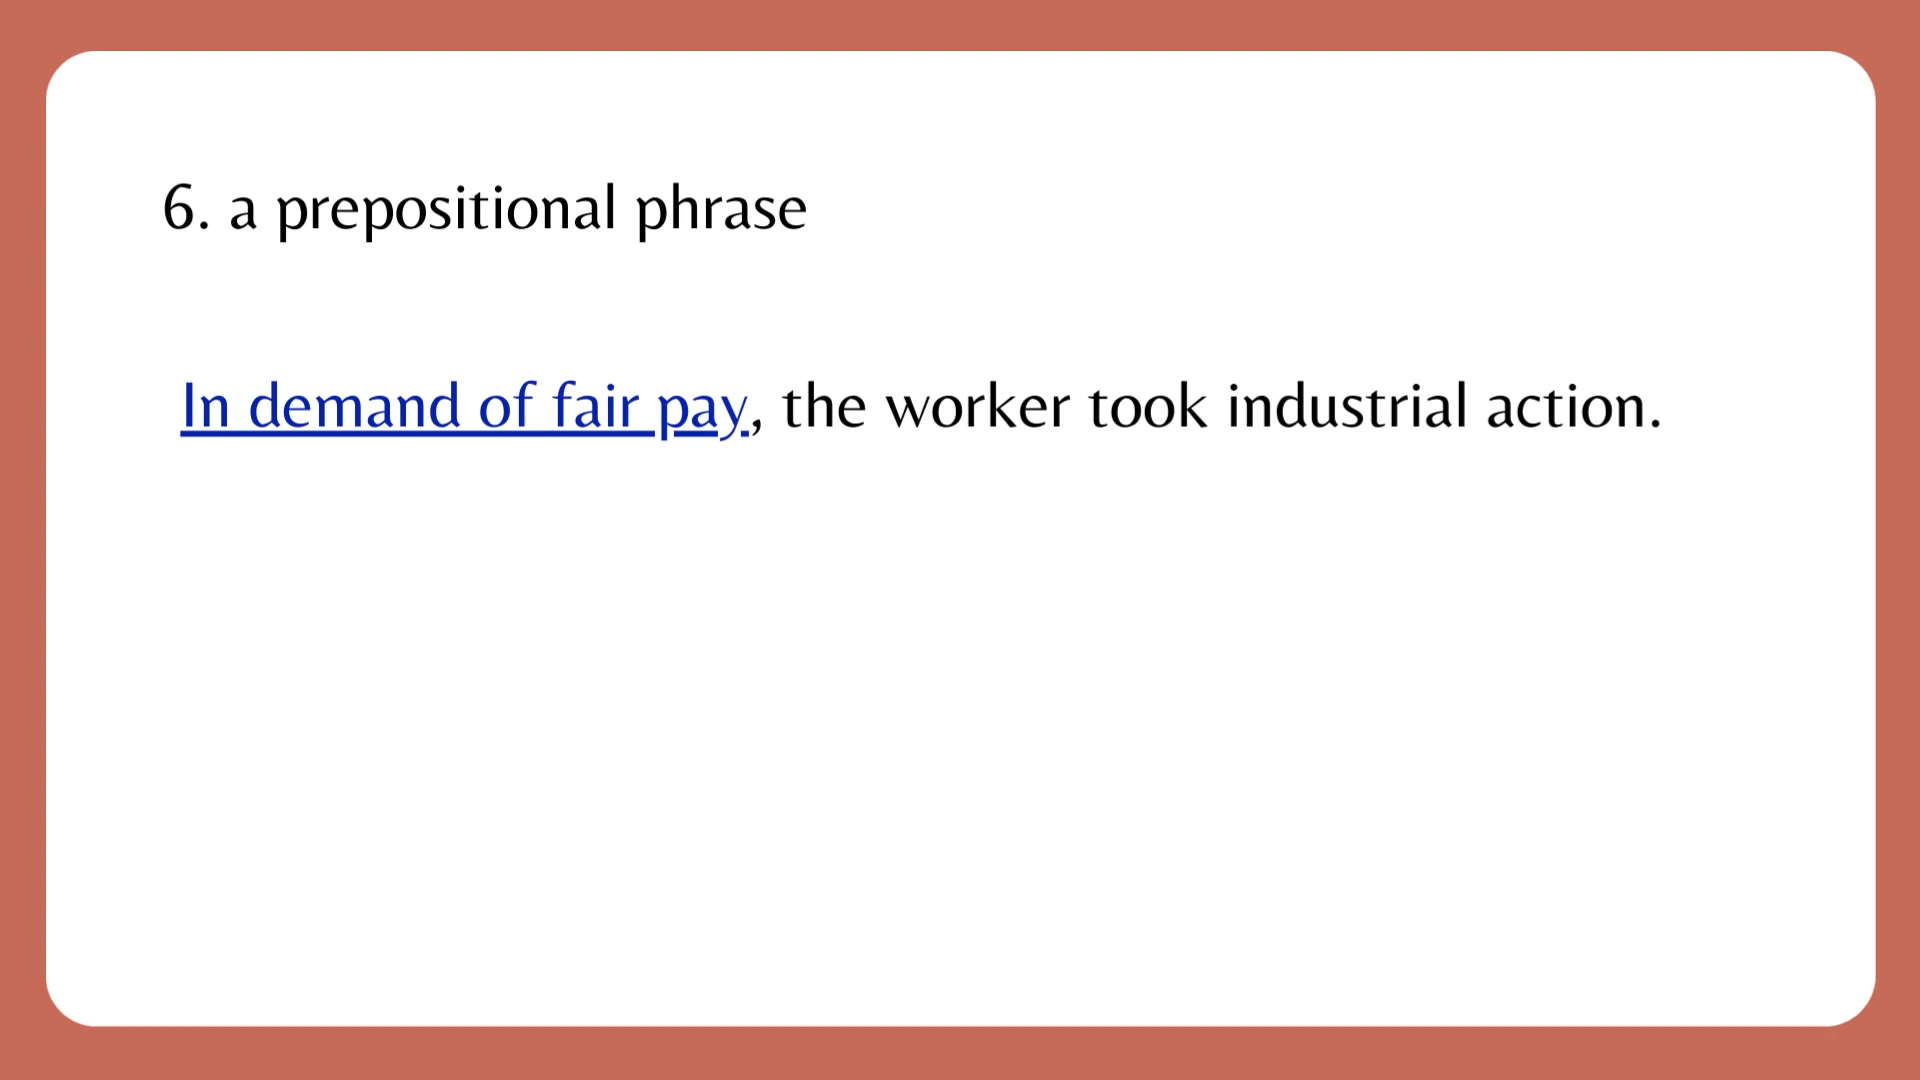 6. a prepositional phrase
In demand of fair pay, the worker took industrial action.